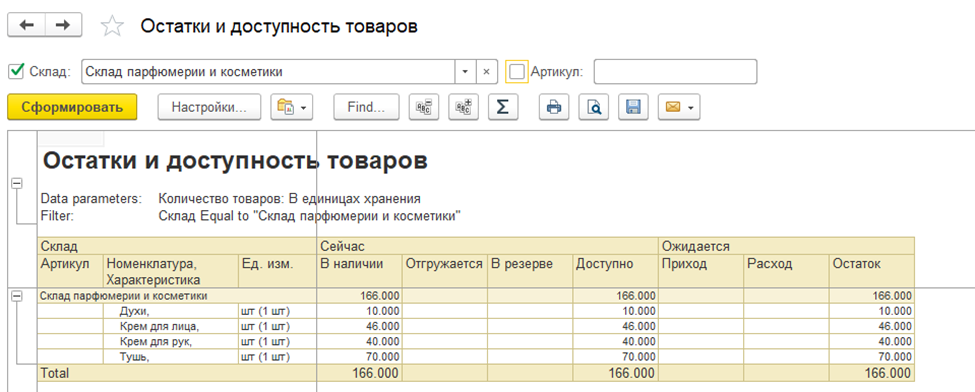 Остатки и доступность товаров
Склад: Склад парфюмерии и косметики Артикул:
Сформировать Настройки... Find...
Остатки и доступность товаров
Data parameters: Количество товаров: В единицах хранения
Filter: Склад Equal to "Склад парфюмерии и косметики"
Склад Сейчас Ожидается
Артикул Номенклатура, Ед. изм. В наличии Отгружается В резерве Доступно Приход Расход Остаток
Характеристика
Склад парфюмерии и косметики 166.000 166.000 166.000
Духи, шт (1 шт) 10.000 10.000 10.000
Крем для лица, шт (1 шт) 46.000 46.000 46.000
Крем для рук, шт (1 шт) 40.000 40.000 40.000
Тушь, шт (1 шт) 70.000 70.000 70.000
Total 166.000 166.000 166.000